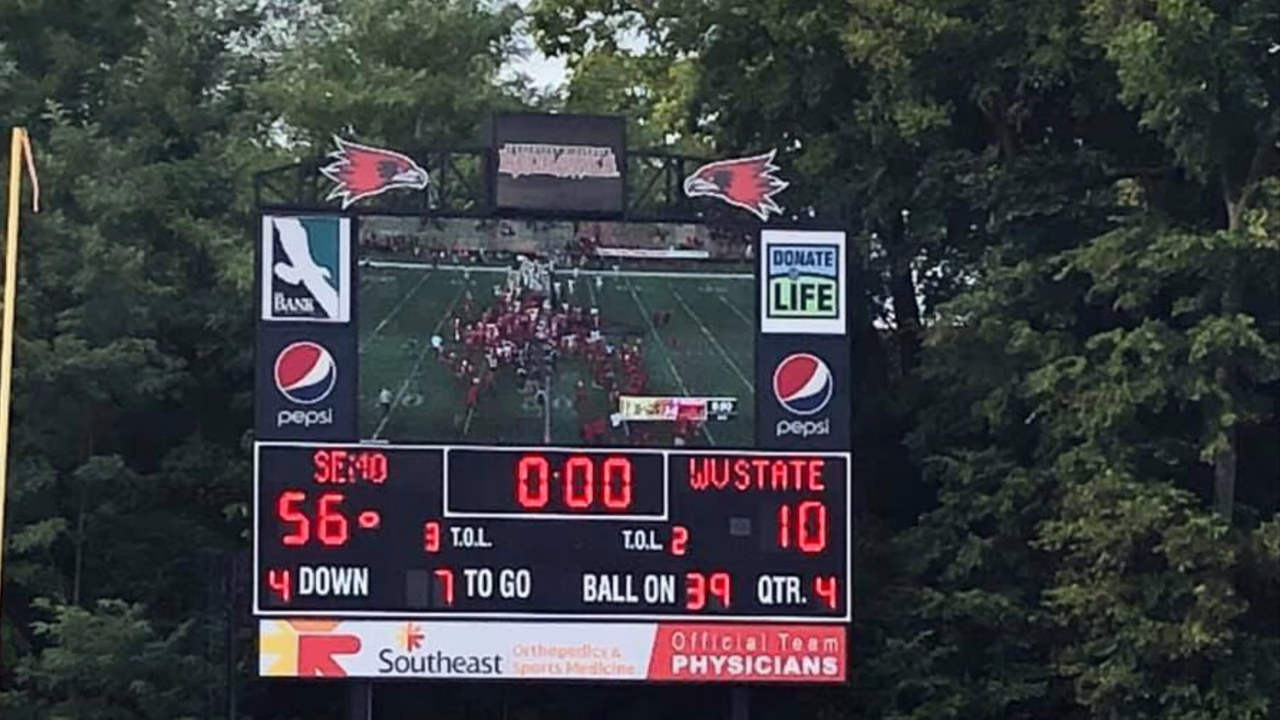 BANK
DONATE
LIFE
pepsi
pepsi
SEMO
0:00
WVSTATE
56
3 T.O.L.
T.O.L. 2
10
4 DOWN
7 TO GO
BALL ON 39
QTR. 4
Southeast
Orthopedics &
Sports Medicine
Official Team
PHYSICIANS